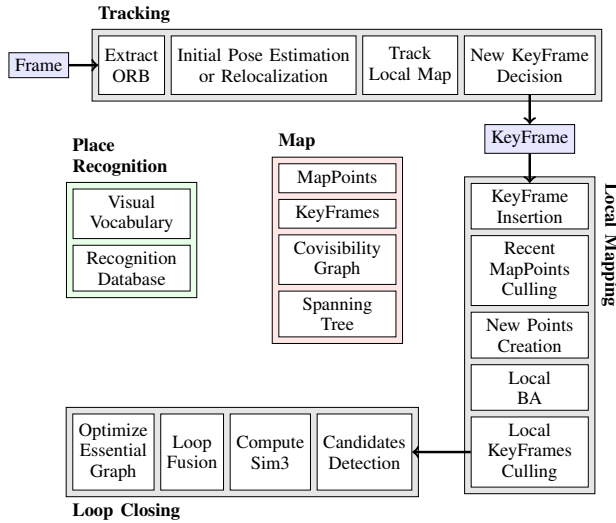 Tracking
Frame
Extract
ORB
Initial Pose Estimation
or Relocalization
Track
Local Map
New KeyFrame
Decision
KeyFrame
Place
Recognition
Visual
Vocabulary
Recognition
Database
Map
MapPoints
KeyFrames
Covisibility
Graph
Spanning
Tree
Local Mapping
KeyFrame
Insertion
Recent
MapPoints
Culling
New Points
Creation
Local
BA
Local
KeyFrames
Culling
Optimize
Essential
Graph
Loop
Fusion
Compute
Sim3
Candidates
Detection
Loop Closing